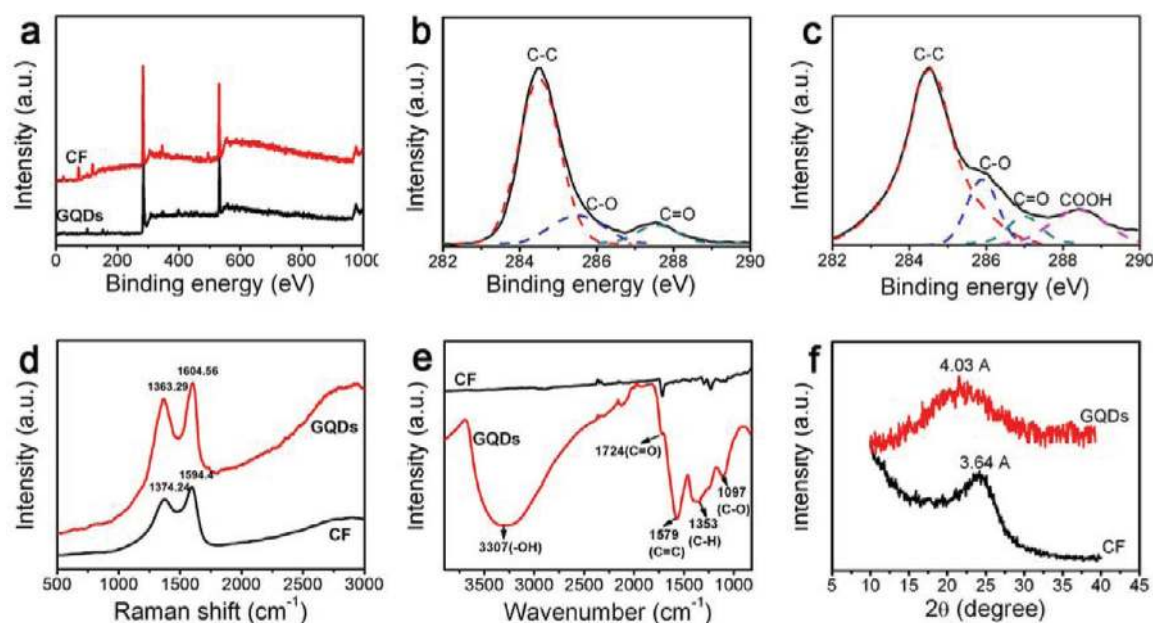 a
Intensity (a.u.)
CF
GQDs
0 200 400 600 800 1000
Binding energy (eV)
b
Intensity (a.u.)
C-C
C-O
C=O
282 284 286 288 290
Binding energy (eV)
c
Intensity (a.u.)
C-C
C-O
C=O
COOH
282 284 286 288 290
Binding energy (eV)
d
Intensity (a.u.)
1604.56
1363.29
GQDs
1594.4
1374.24
CF
500 1000 1500 2000 2500 3000
Raman shift (cm⁻¹)
e
Intensity (a.u.)
CF
GQDs
1724(C=O)
1097
(C-O)
1353
(C-H)
1579
(C=C)
3307(-OH)
3500 3000 2500 2000 1500 1000
Wavenumber (cm⁻¹)
f
Intensity (a.u.)
4.03 A
GQDs
3.64 A
CF
5 10 15 20 25 30 35 40 45
2θ (degree)